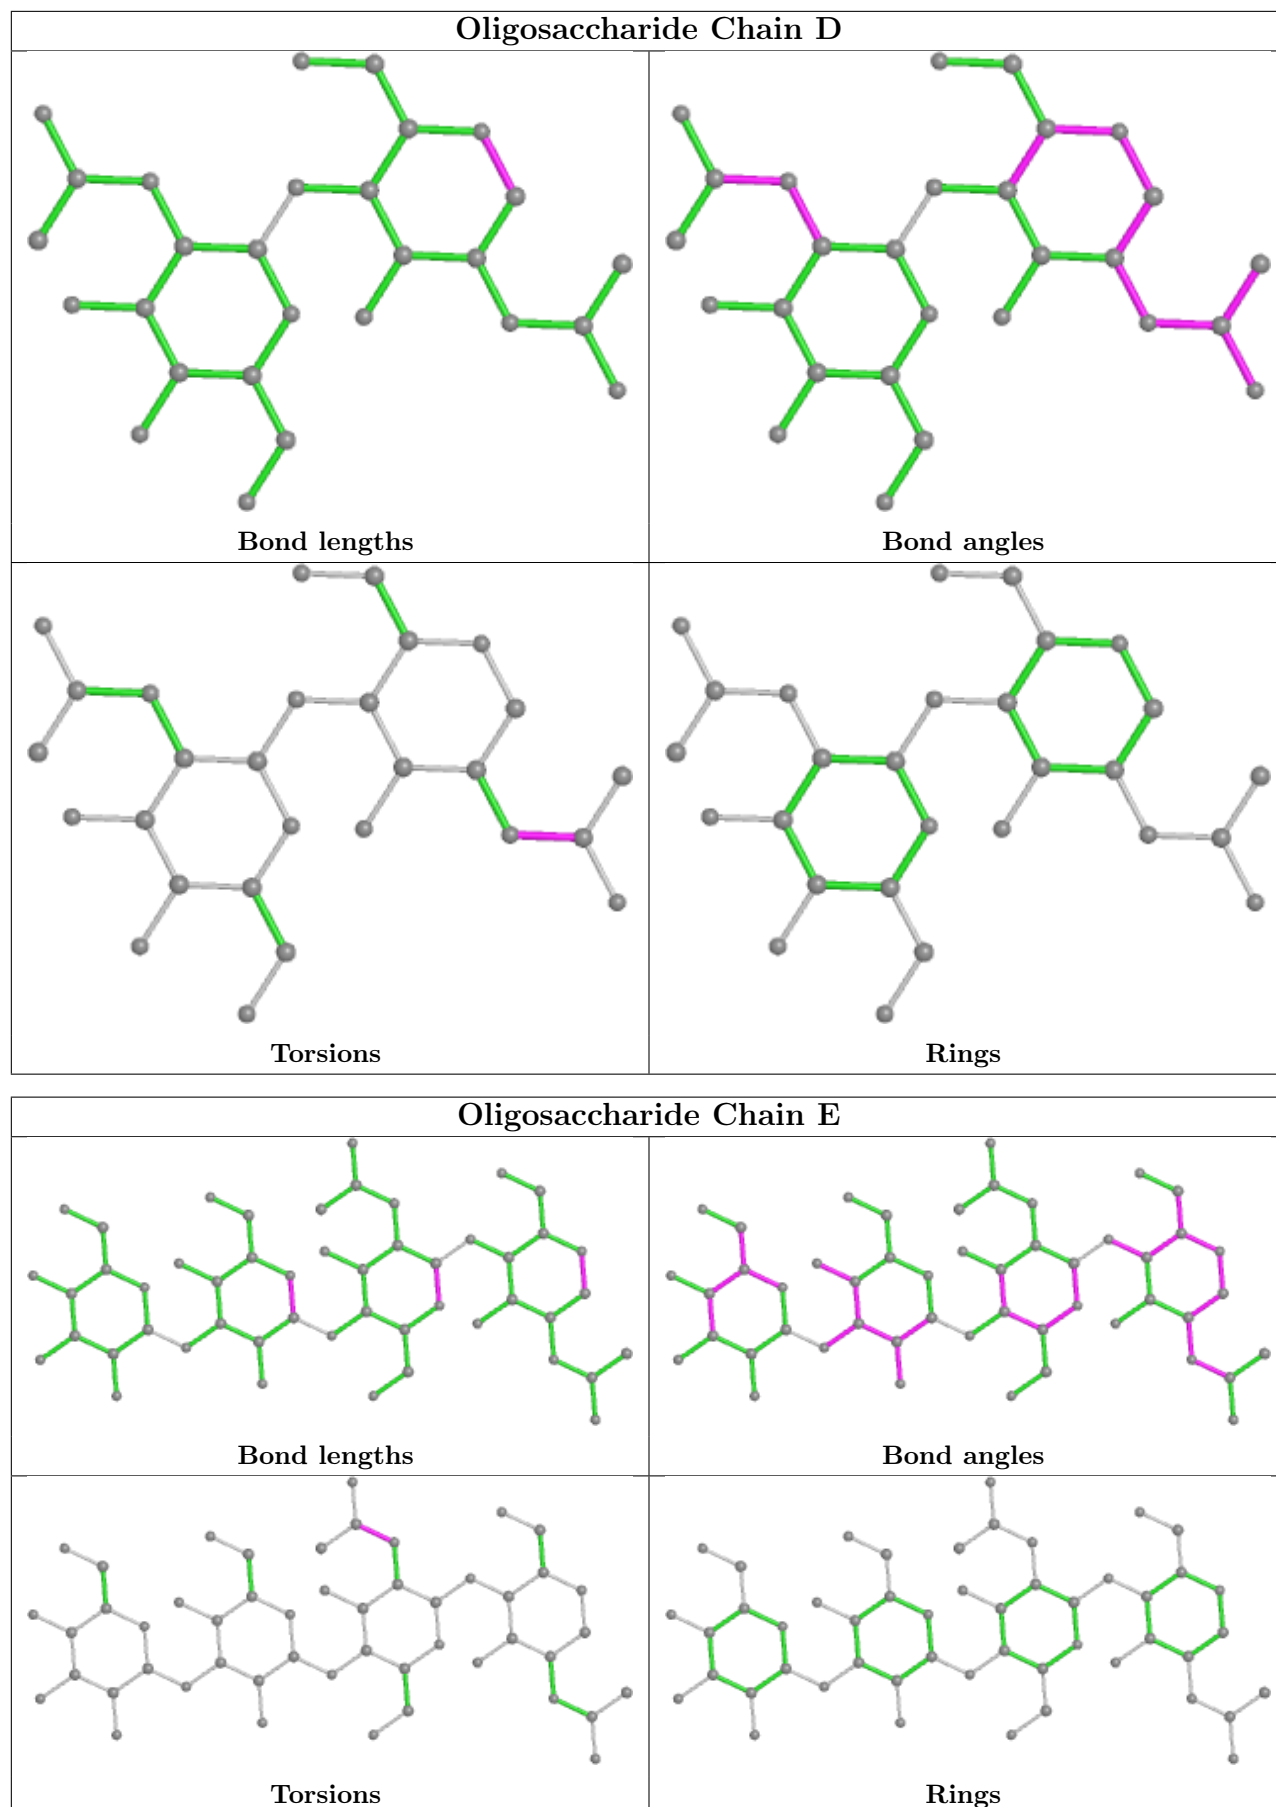 Oligosaccharide Chain D
Bond lengths
Bond angles
Torsions
Rings
Oligosaccharide Chain E
Bond lengths
Bond angles
Torsions
Rings